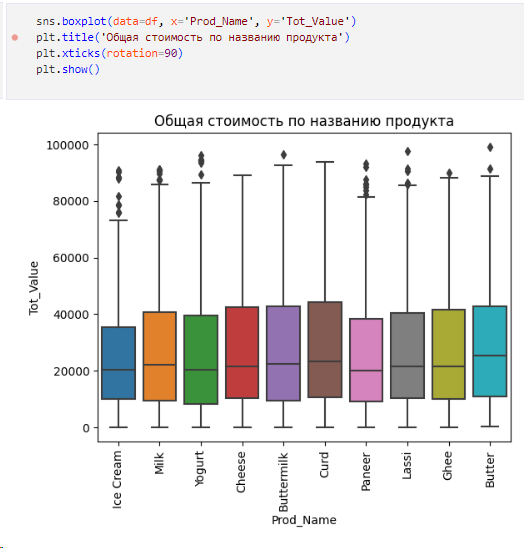 sns.boxplot(data=df, x='Prod_Name', y='Tot_Value')
plt.title('Общая стоимость по названию продукта')
plt.xticks(rotation=90)
plt.show()
Общая стоимость по названию продукта
100000
80000
60000
40000
20000
0
Tot_Value
Ice Cream
Milk
Yogurt
Cheese
Buttermilk
Curd
Paneer
Lassi
Ghee
Butter
Prod_Name